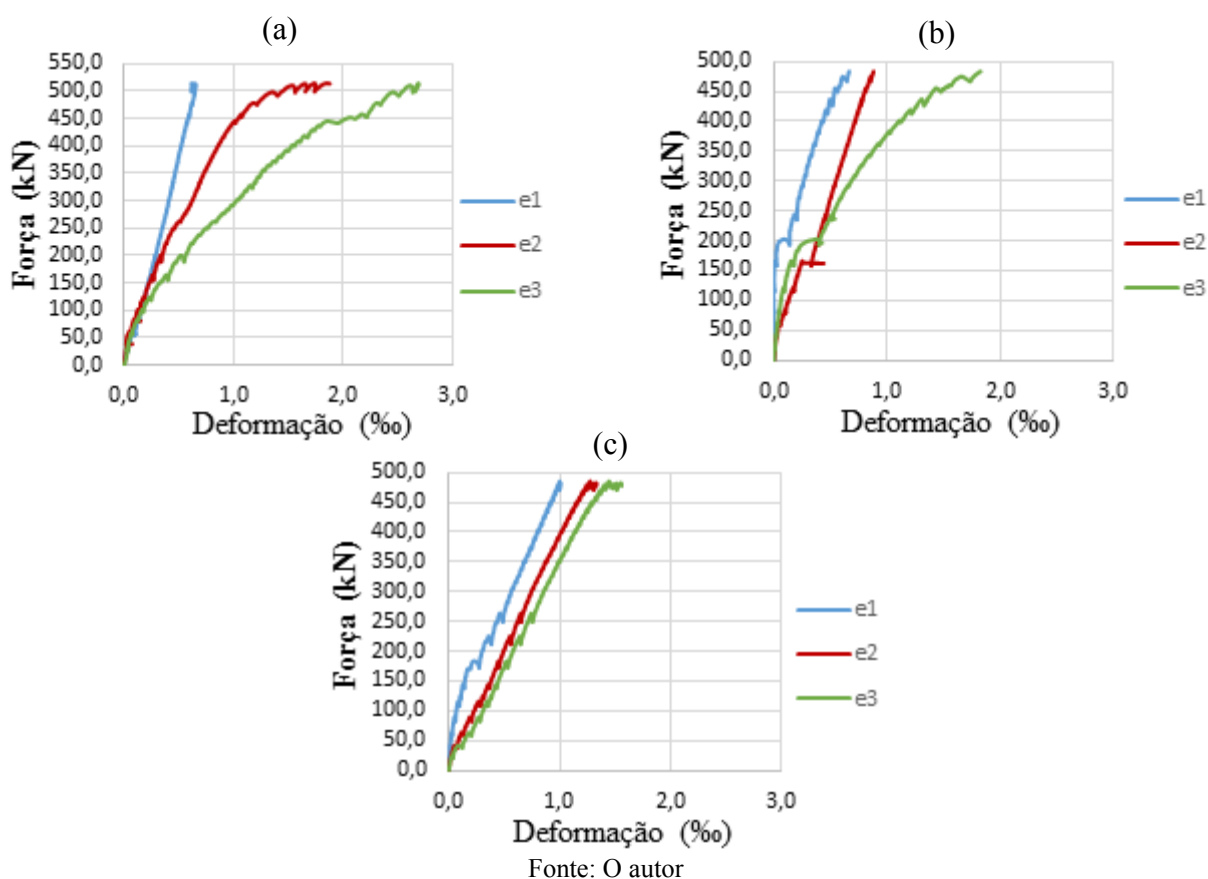 (a)
550,0
500,0
450,0
400,0
350,0
300,0
250,0
200,0
150,0
100,0
50,0
0,0
Força (kN)
0,0 1,0 2,0 3,0
Deformação (‰)
e1
e2
e3
(b)
500,0
450,0
400,0
350,0
300,0
250,0
200,0
150,0
100,0
50,0
0,0
Força (kN)
0,0 1,0 2,0 3,0
Deformação (‰)
e1
e2
e3
(c)
500,0
450,0
400,0
350,0
300,0
250,0
200,0
150,0
100,0
50,0
0,0
Força (kN)
0,0 1,0 2,0 3,0
Deformação (‰)
e1
e2
e3
Fonte: O autor